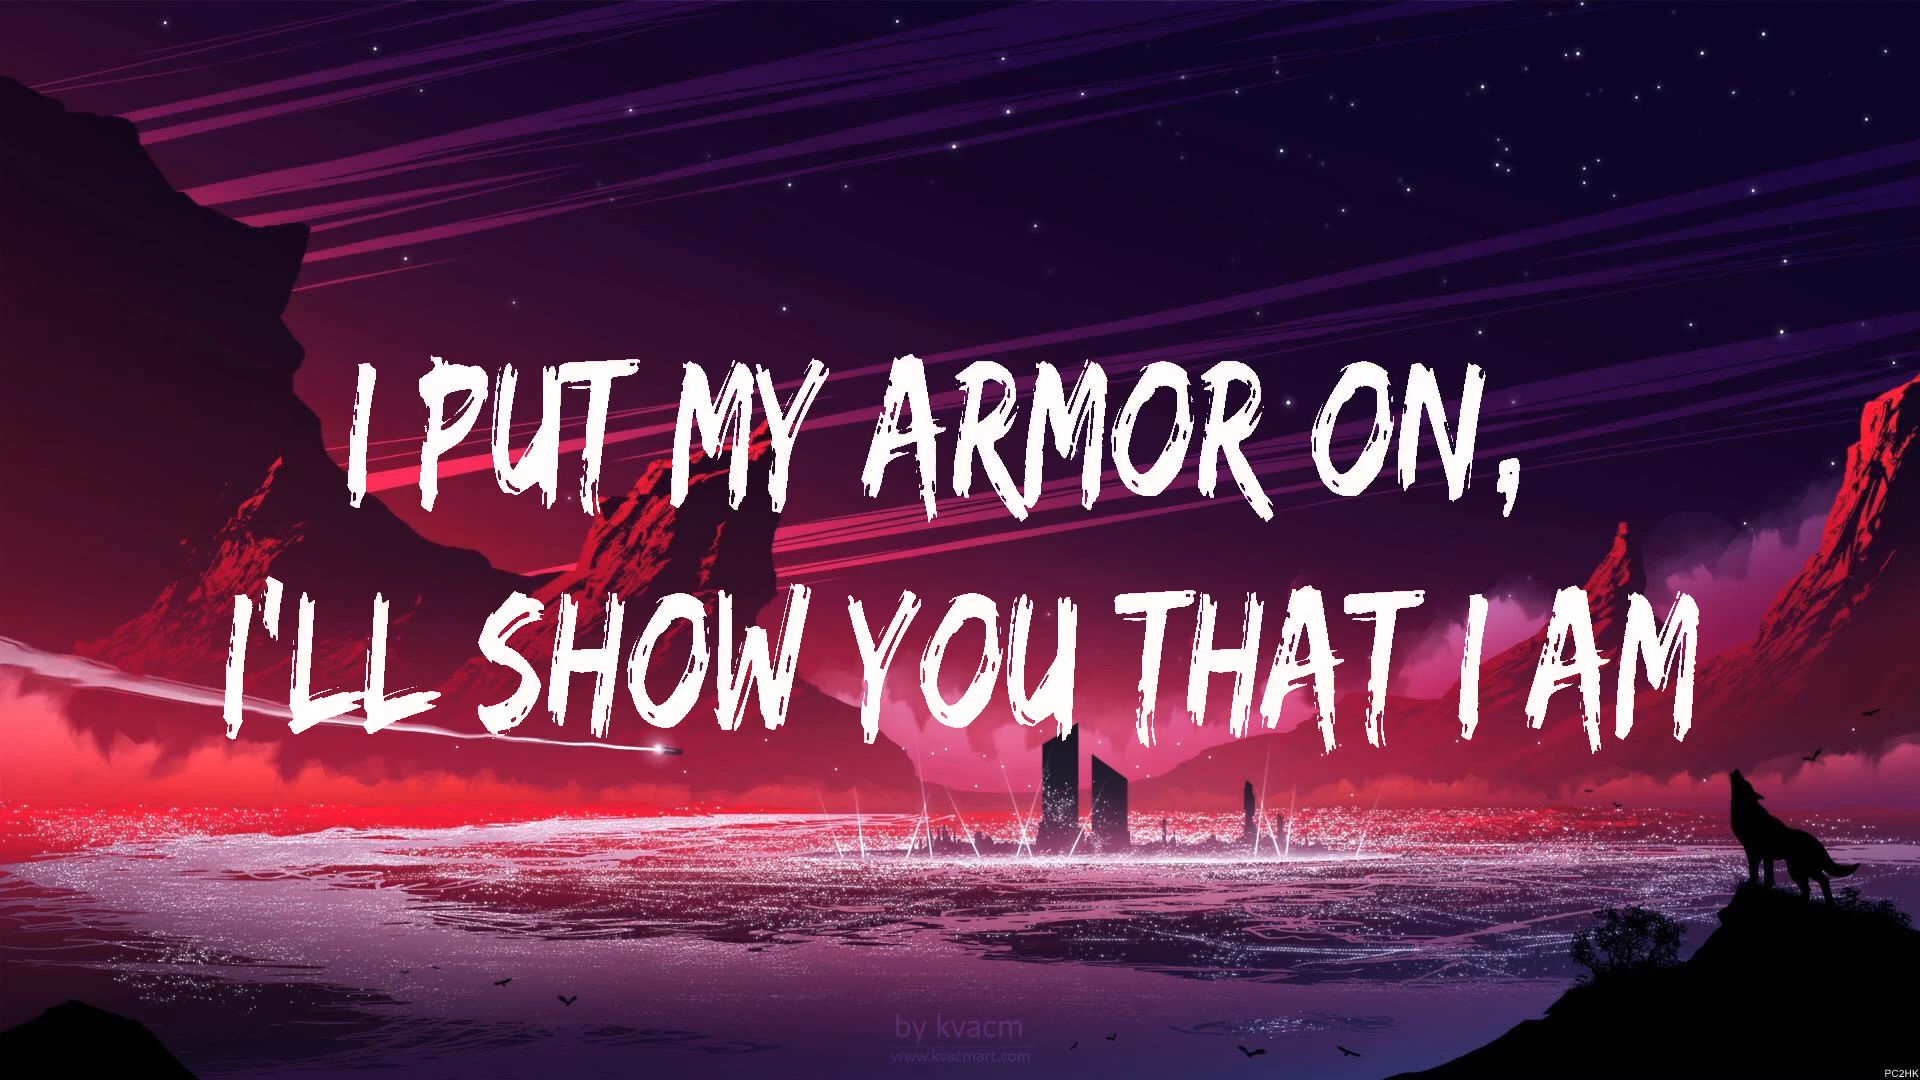 I PUT MY ARMOR ON,
I'LL SHOW YOU THAT I AM
by kvacm
www.kvacmart.com
PC2HK